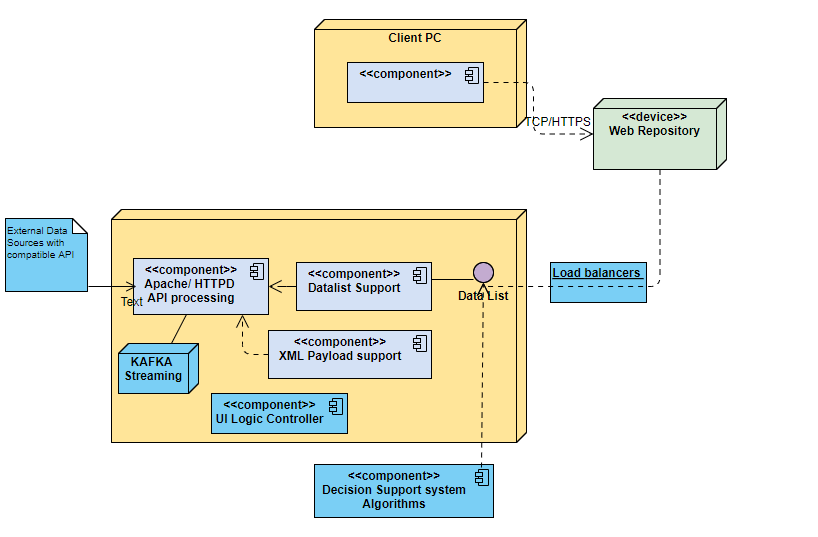 Client PC
<<component>>
TCP/HTTPS
<<device>>
Web Repository
External Data
Sources with
compatible API
Text
<<component>>
Apache/ HTTPD
API processing
<<component>>
Datalist Support
Data List
Load balancers
<<component>>
XML Payload support
KAFKA
Streaming
<<component>>
UI Logic Controller
<<component>>
Decision Support system
Algorithms